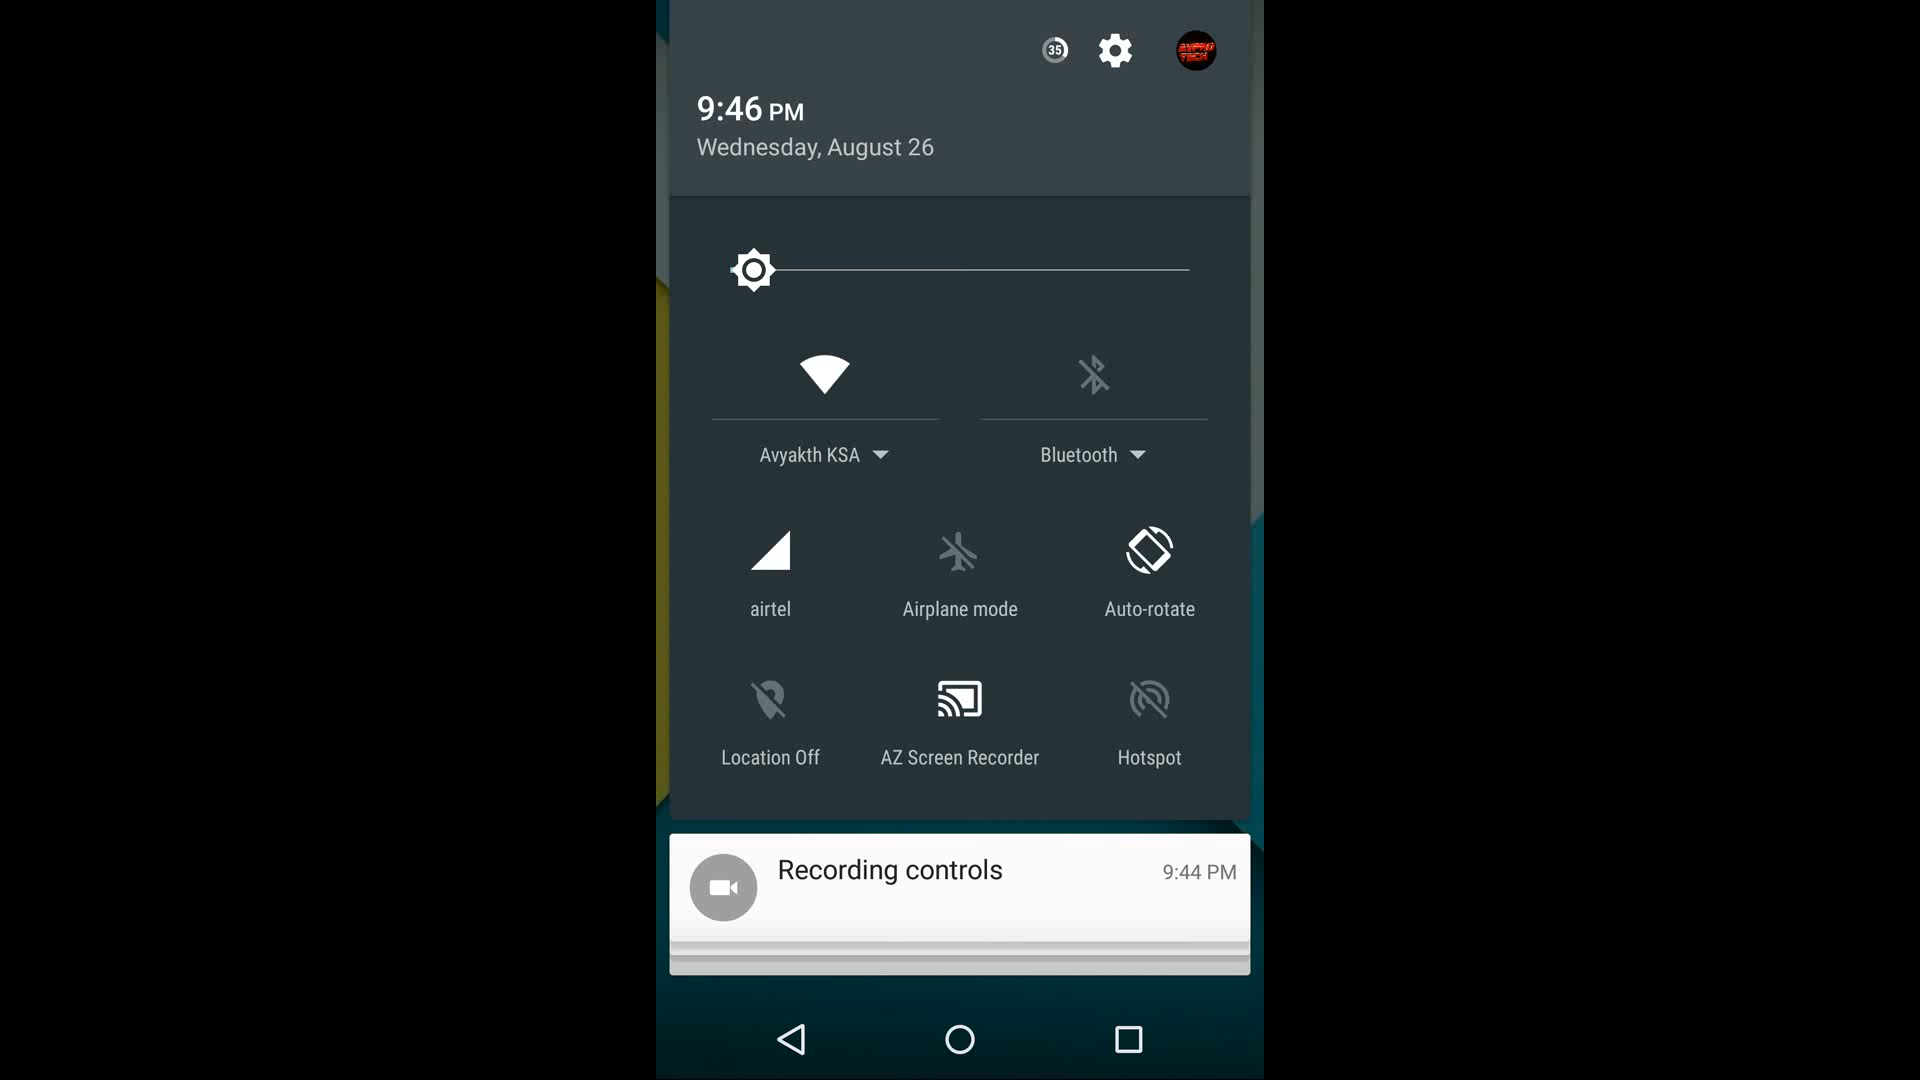 35
9:46 PM
Wednesday, August 26
Avyakth KSA
Bluetooth
airtel
Airplane mode
Auto-rotate
Location Off
AZ Screen Recorder
Hotspot
Recording controls
9:44 PM